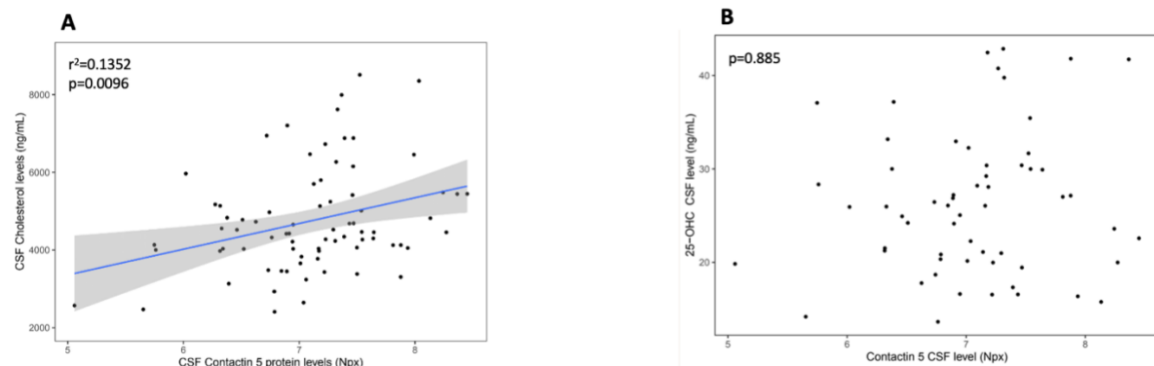 A
r²=0.1352
p=0.0096
CSF Cholesterol levels (ng/mL)
8000
6000
4000
2000
5 6 7 8
CSF Contactin 5 protein levels (Npx)
B
p=0.885
25-OHC CSF level (ng/mL)
40
30
20
5 6 7 8
Contactin 5 CSF level (Npx)